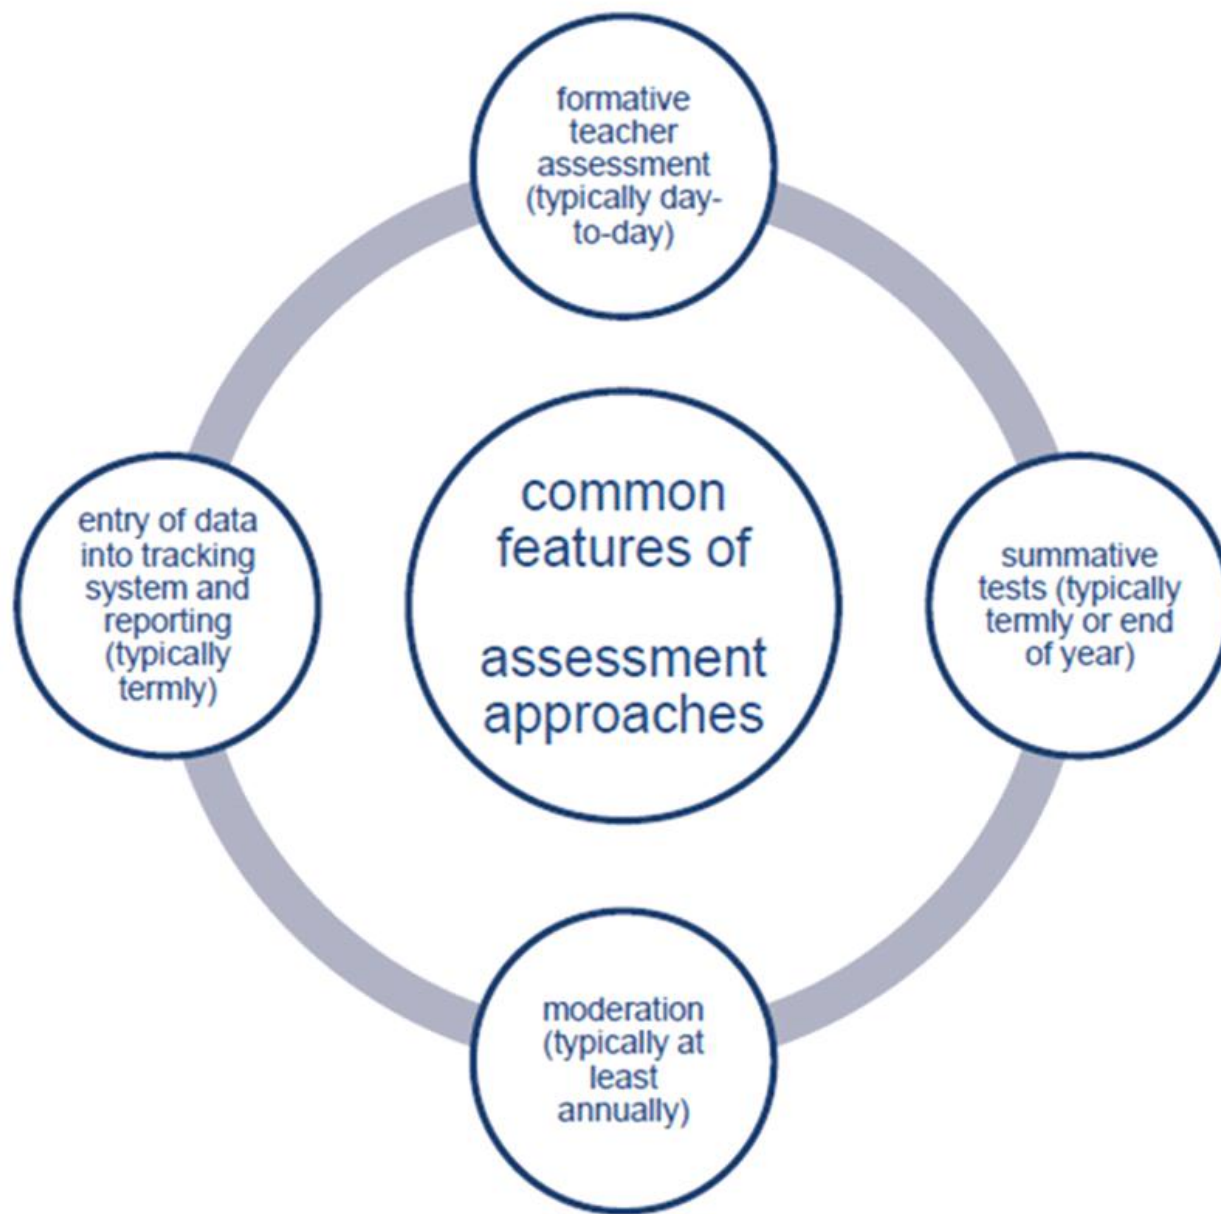 formative
teacher
assessment
(typically day-
to-day)
entry of data
into tracking
system and
reporting
(typically
termly)
common
features of
assessment
approaches
summative
tests (typically
termly or end
of year)
moderation
(typically at
least
annually)